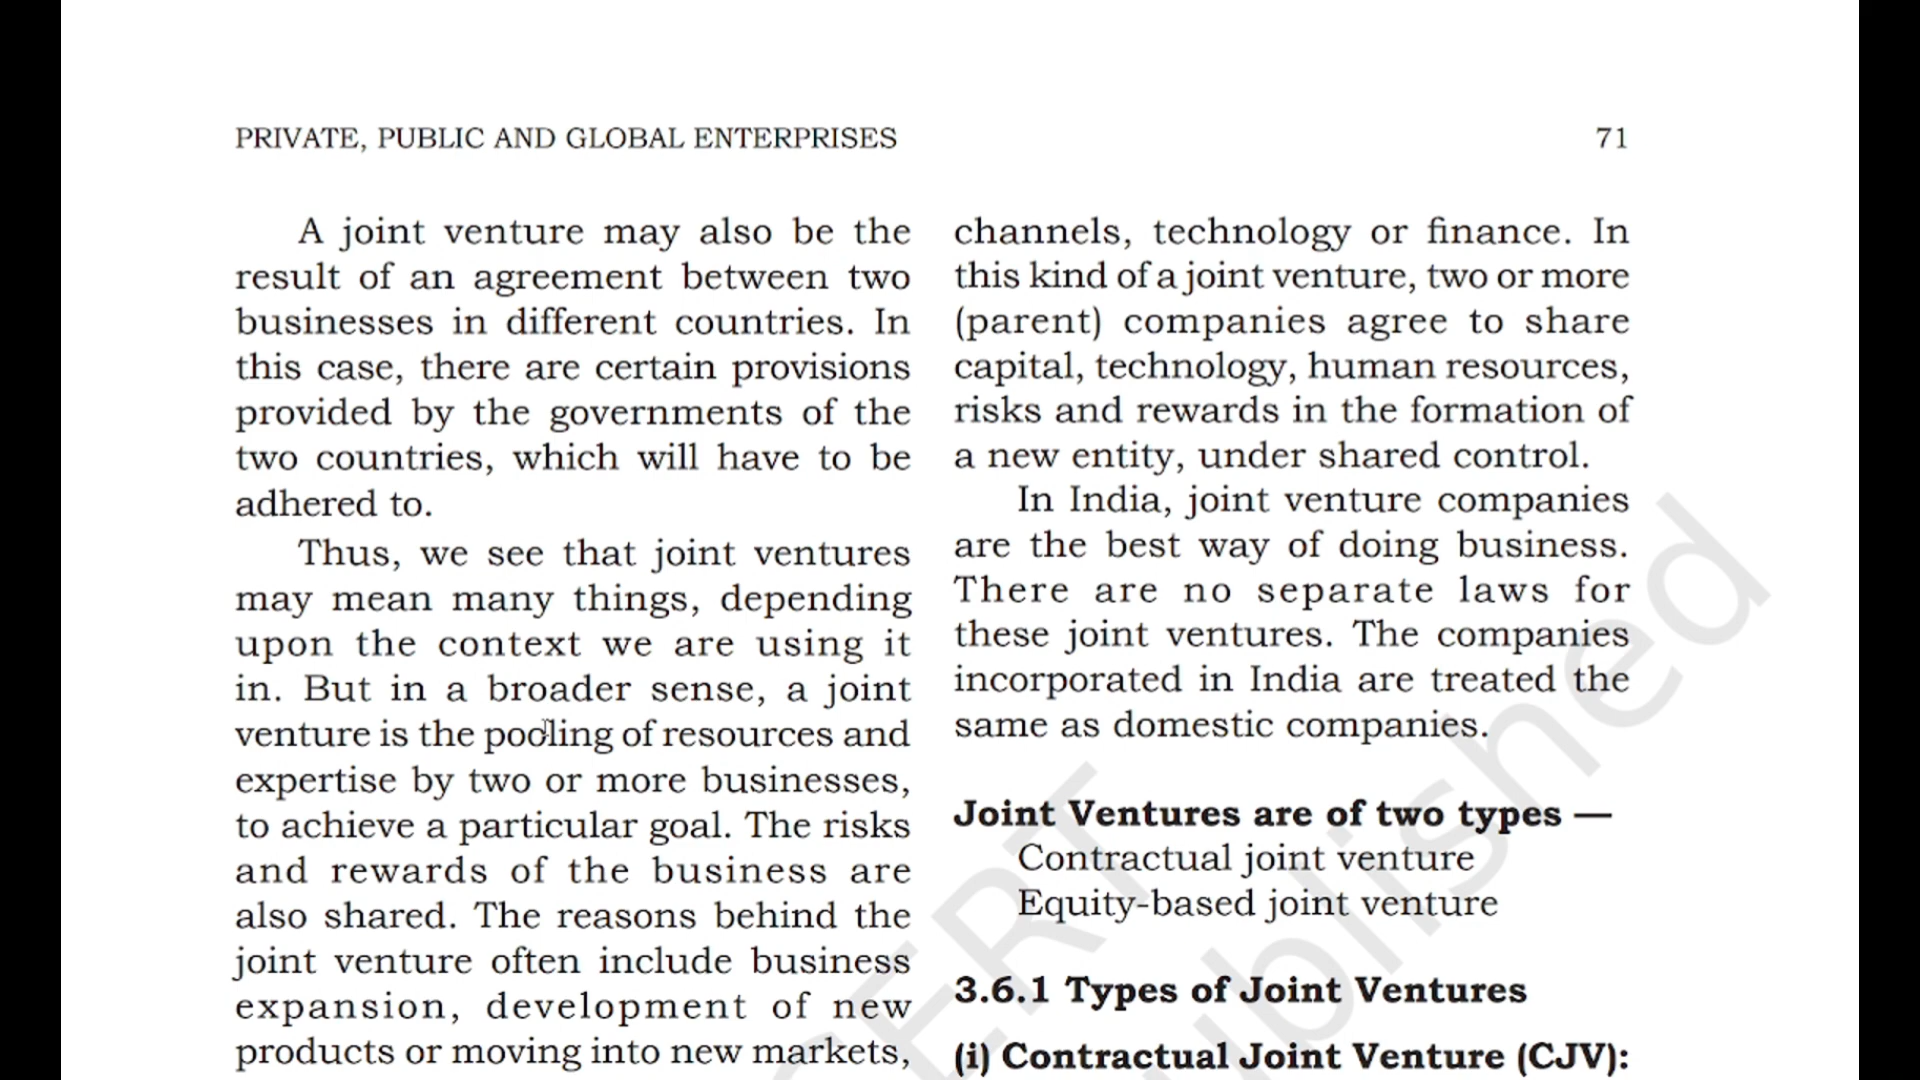 PRIVATE, PUBLIC AND GLOBAL ENTERPRISES
71
A joint venture may also be the
result of an agreement between two
businesses in different countries. In
this case, there are certain provisions
provided by the governments of the
two countries, which will have to be
adhered to.
Thus, we see that joint ventures
may mean many things, depending
upon the context we are using it
in. But in a broader sense, a joint
venture is the pooling of resources and
expertise by two or more businesses,
to achieve a particular goal. The risks
and rewards of the business are
also shared. The reasons behind the
joint venture often include business
expansion, development of new
products or moving into new markets,
channels, technology or finance. In
this kind of a joint venture, two or more
(parent) companies agree to share
capital, technology, human resources,
risks and rewards in the formation of
a new entity, under shared control.
In India, joint venture companies
are the best way of doing business.
There are no separate laws for
these joint ventures. The companies
incorporated in India are treated the
same as domestic companies.
Joint Ventures are of two types —
Contractual joint venture
Equity-based joint venture
3.6.1 Types of Joint Ventures
(i) Contractual Joint Venture (CJV):